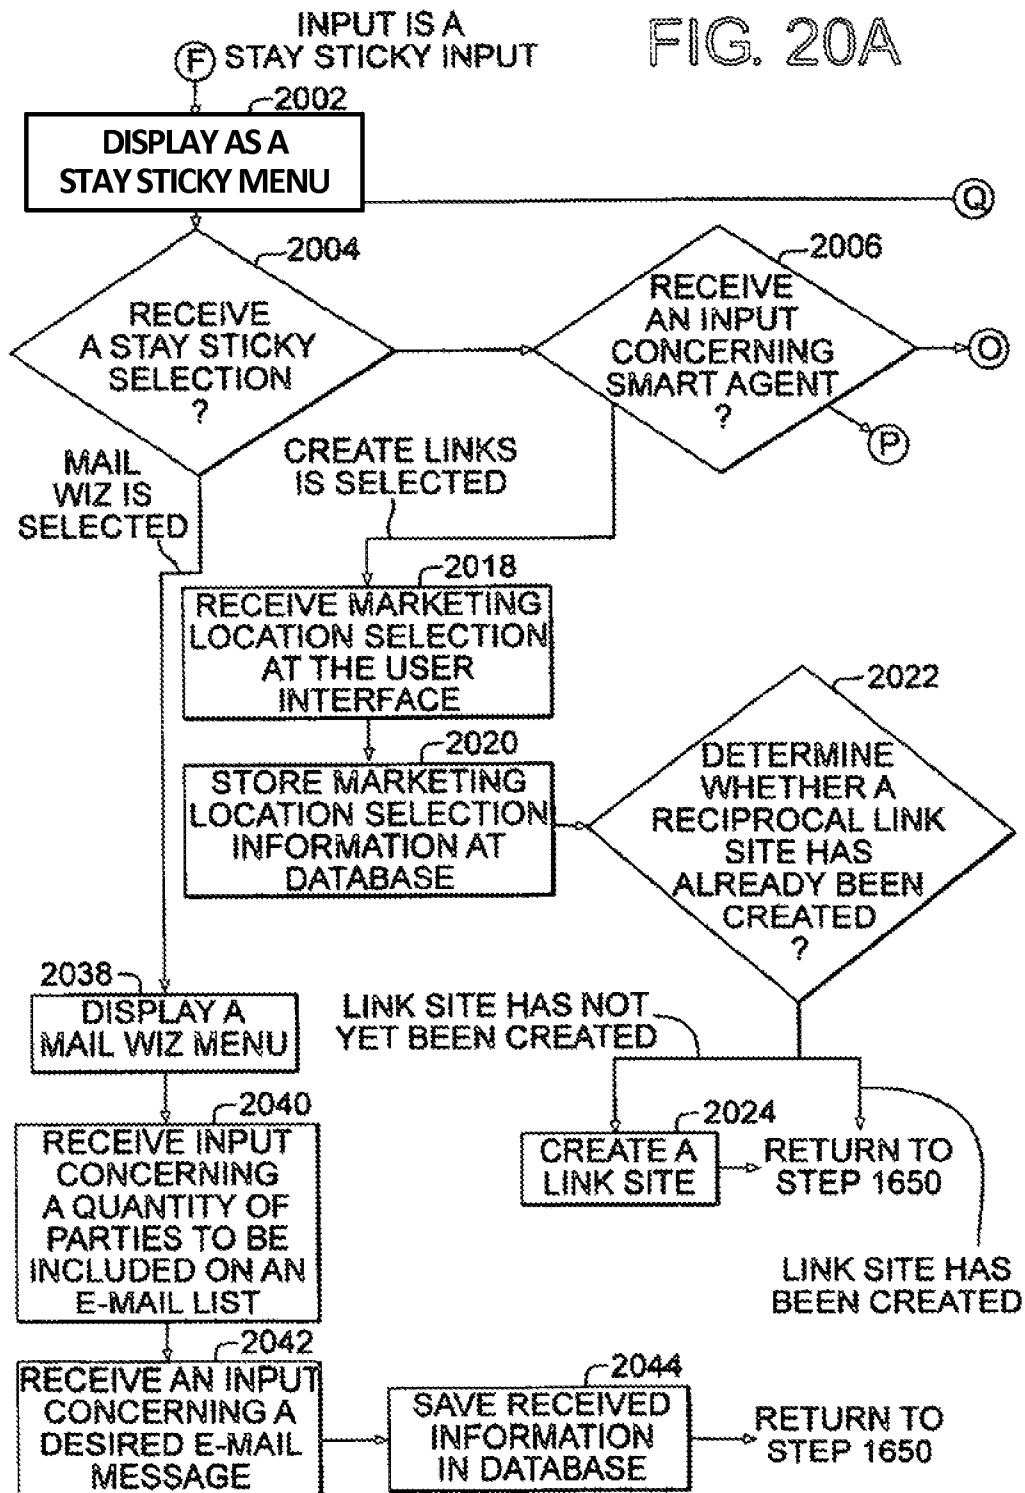 INPUT IS A
STAY STICKY INPUT
F
FIG. 20A
2002
DISPLAY AS A
STAY STICKY MENU
Q
2004
RECEIVE
A STAY STICKY
SELECTION
?
2006
RECEIVE
AN INPUT
CONCERNING
SMART AGENT
?
O
P
MAIL
WIZ IS
SELECTED
CREATE LINKS
IS SELECTED
2018
RECEIVE MARKETING
LOCATION SELECTION
AT THE USER
INTERFACE
2020
STORE MARKETING
LOCATION SELECTION
INFORMATION AT
DATABASE
2022
DETERMINE
WHETHER A
RECIPROCAL LINK
SITE HAS
ALREADY BEEN
CREATED
?
2038
DISPLAY A
MAIL WIZ MENU
LINK SITE HAS NOT
YET BEEN CREATED
2024
CREATE A
LINK SITE
RETURN TO
STEP 1650
LINK SITE HAS
BEEN CREATED
2040
RECEIVE INPUT
CONCERNING
A QUANTITY OF
PARTIES TO BE
INCLUDED ON AN
E-MAIL LIST
2042
RECEIVE AN INPUT
CONCERNING A
DESIRED E-MAIL
MESSAGE
2044
SAVE RECEIVED
INFORMATION
IN DATABASE
RETURN TO
STEP 1650